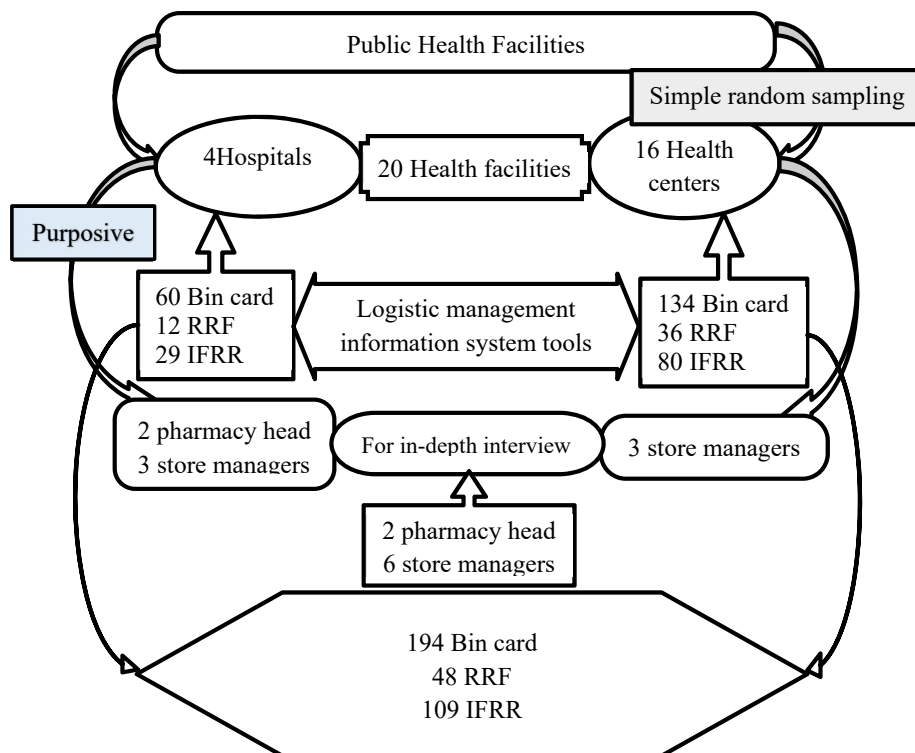 Public Health Facilities
Simple random sampling
4Hospitals
20 Health facilities
16 Health
centers
Purposive
60 Bin card
12 RRF
29 IFRR
Logistic management
information system tools
134 Bin card
36 RRF
80 IFRR
2 pharmacy head
3 store managers
For in-depth interview
3 store managers
2 pharmacy head
6 store managers
194 Bin card
48 RRF
109 IFRR